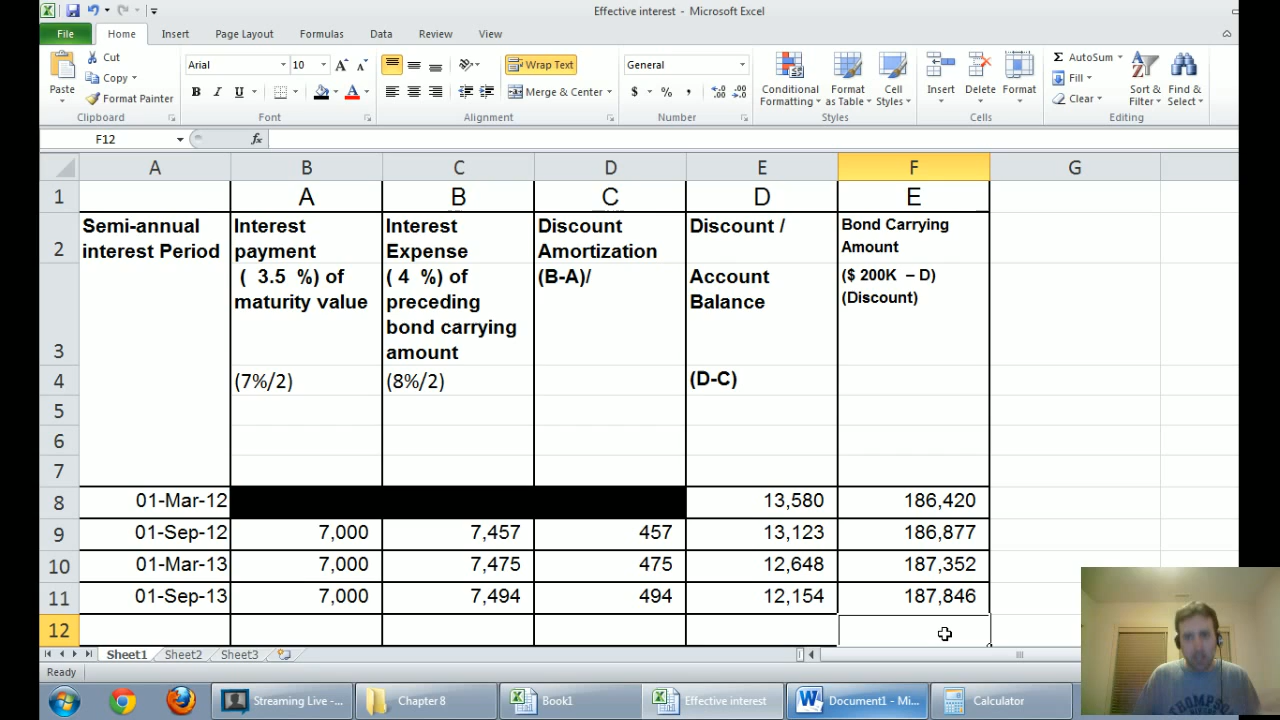 Effective interest - Microsoft Excel
File Home Insert Page Layout Formulas Data Review View
Cut
Copy
Format Painter
Paste
Arial 10 A A
B I U A
Wrap Text
Merge & Center
General
$ % ,
Conditional Formatting
Format as Table
Cell Styles
Insert
Delete
Format
Σ AutoSum
Fill
Clear
Sort & Filter
Find & Select
Clipboard Font Alignment Number Styles Cells Editing
F12 fx
A B C D E F G
1 A B C D E
2 Semi-annual interest Period Interest payment Interest Expense Discount Amortization Discount / Bond Carrying Amount
3 ( 3.5 %) of maturity value ( 4 %) of preceding bond carrying amount (B-A)/ Account Balance ($ 200K – D) (Discount)
4 (7%/2) (8%/2) (D-C)
5
6
7
8 01-Mar-12 13,580 186,420
9 01-Sep-12 7,000 7,457 457 13,123 186,877
10 01-Mar-13 7,000 7,475 475 12,648 187,352
11 01-Sep-13 7,000 7,494 494 12,154 187,846
12
Sheet1 Sheet2 Sheet3
Ready
Streaming Live -... Chapter 8 Book1 Effective interest Document1 - Mi... Calculator
THOMPSON